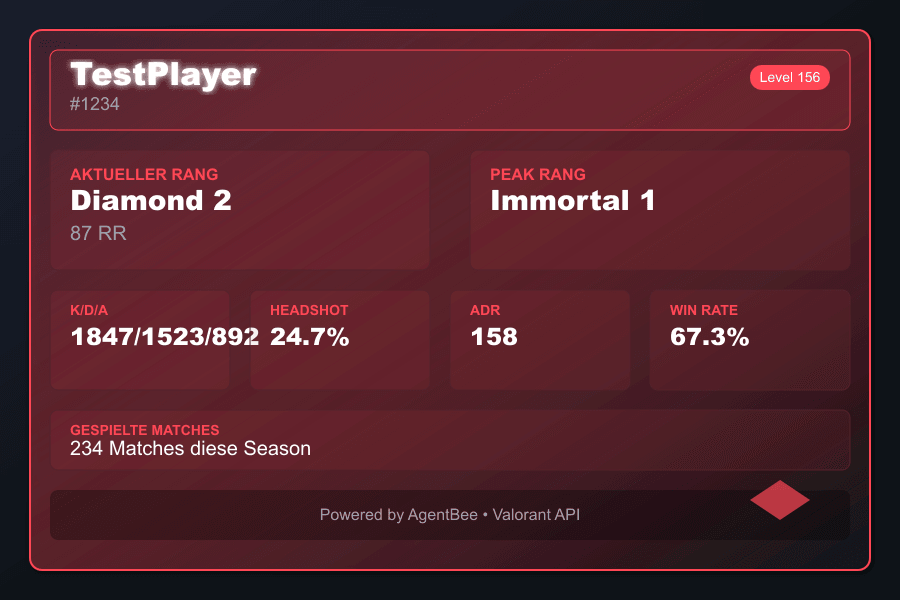 TestPlayer
#1234
Level 156
AKTUELLER RANG
Diamond 2
87 RR
PEAK RANG
Immortal 1
K/D/A
1847/1523/892
HEADSHOT
24.7%
ADR
158
WIN RATE
67.3%
GESPIELTE MATCHES
234 Matches diese Season
Powered by AgentBee • Valorant API